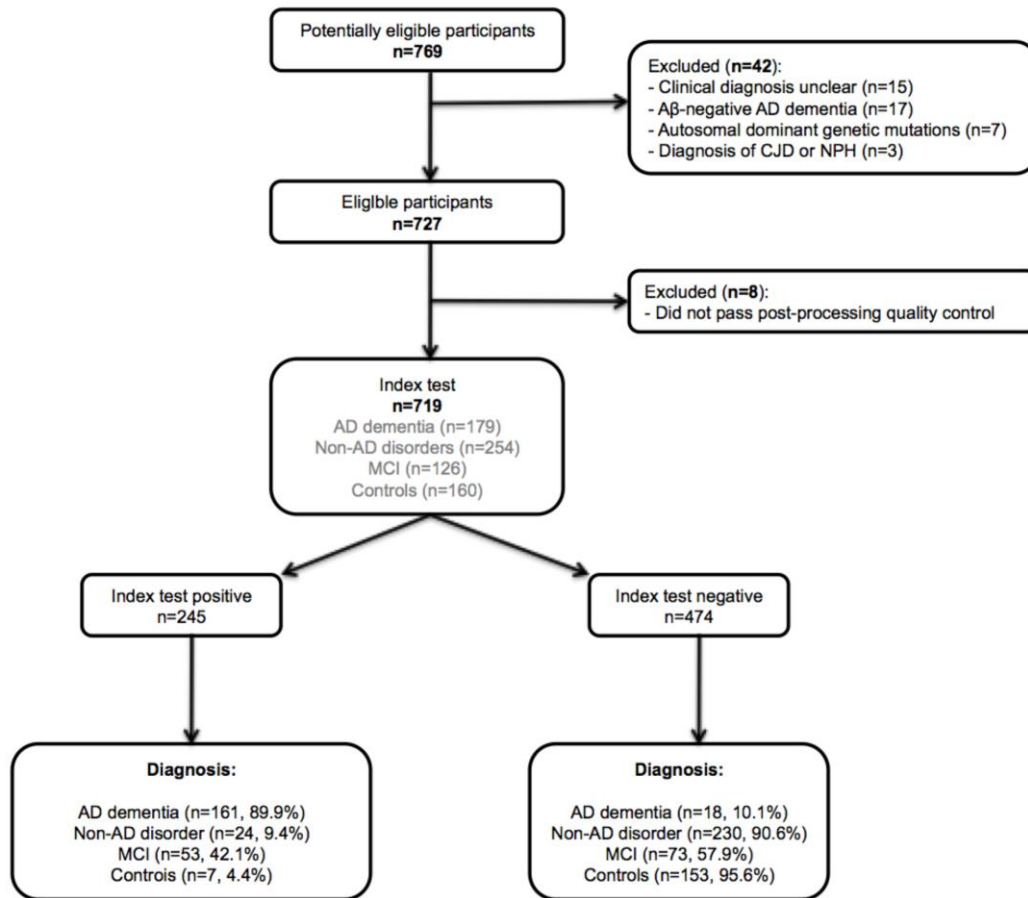 Potentially eligible participants
n=769
Excluded (n=42):
- Clinical diagnosis unclear (n=15)
- Aβ-negative AD dementia (n=17)
- Autosomal dominant genetic mutations (n=7)
- Diagnosis of CJD or NPH (n=3)
Eliglble participants
n=727
Excluded (n=8):
- Did not pass post-processing quality control
Index test
n=719
AD dementia (n=179)
Non-AD disorders (n=254)
MCI (n=126)
Controls (n=160)
Index test positive
n=245
Index test negative
n=474
Diagnosis:
AD dementia (n=161, 89.9%)
Non-AD disorder (n=24, 9.4%)
MCI (n=53, 42.1%)
Controis (n=7, 4.4%)
Diagnosis:
AD dementia (n=18, 10.1%)
Non-AD disorder (n=230, 90.6%)
MCI (n=73, 57.9%)
Controls (n=153, 95.6%)